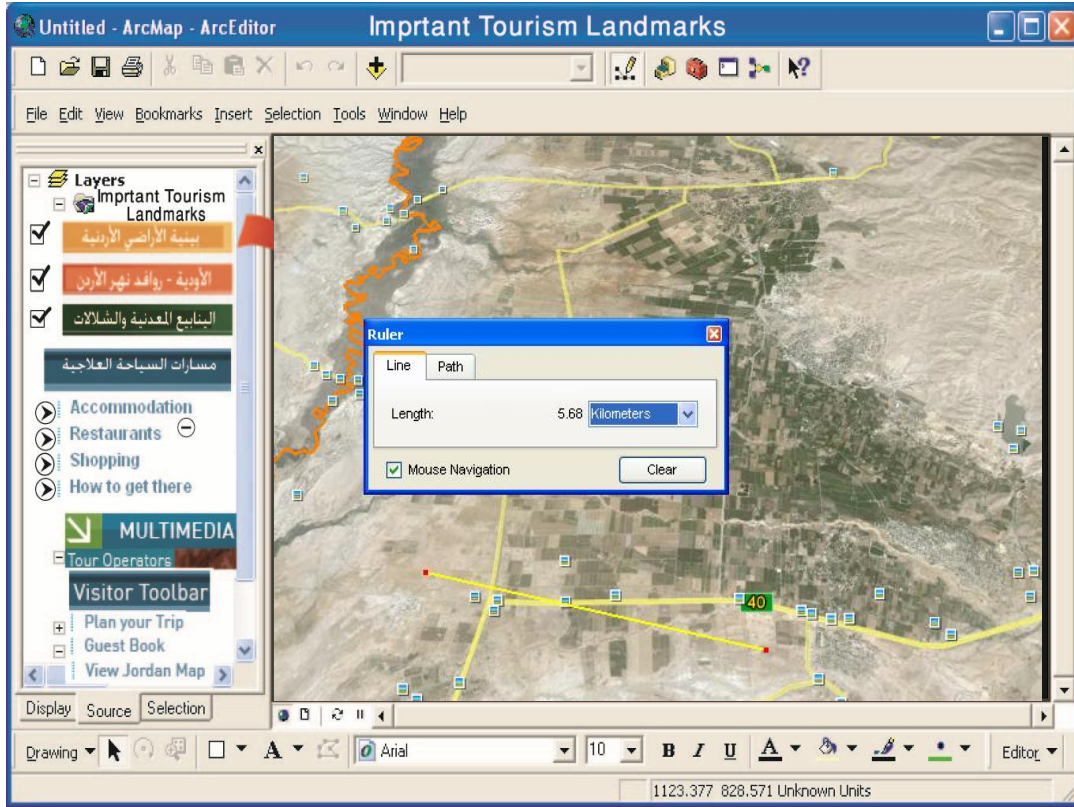 Untitled - ArcMap - ArcEditor
Imprtant Tourism Landmarks
File Edit View Bookmarks Insert Selection Tools Window Help
Layers
Imprtant Tourism
Landmarks
بينية الأراضي الأردنية
الأودية - روافد نهر الأردن
الينابيع المعدنية والشلالات
مسارات السياحة العلاجية
Accommodation
Restaurants
Shopping
How to get there
MULTIMEDIA
Tour Operators
Visitor Toolbar
Plan your Trip
Guest Book
View Jordan Map
Display Source Selection
Ruler
Line Path
Length: 5.68 Kilometers
Mouse Navigation Clear
40
Drawing A Arial 10 B I U A Editor
1123.377 828.571 Unknown Units